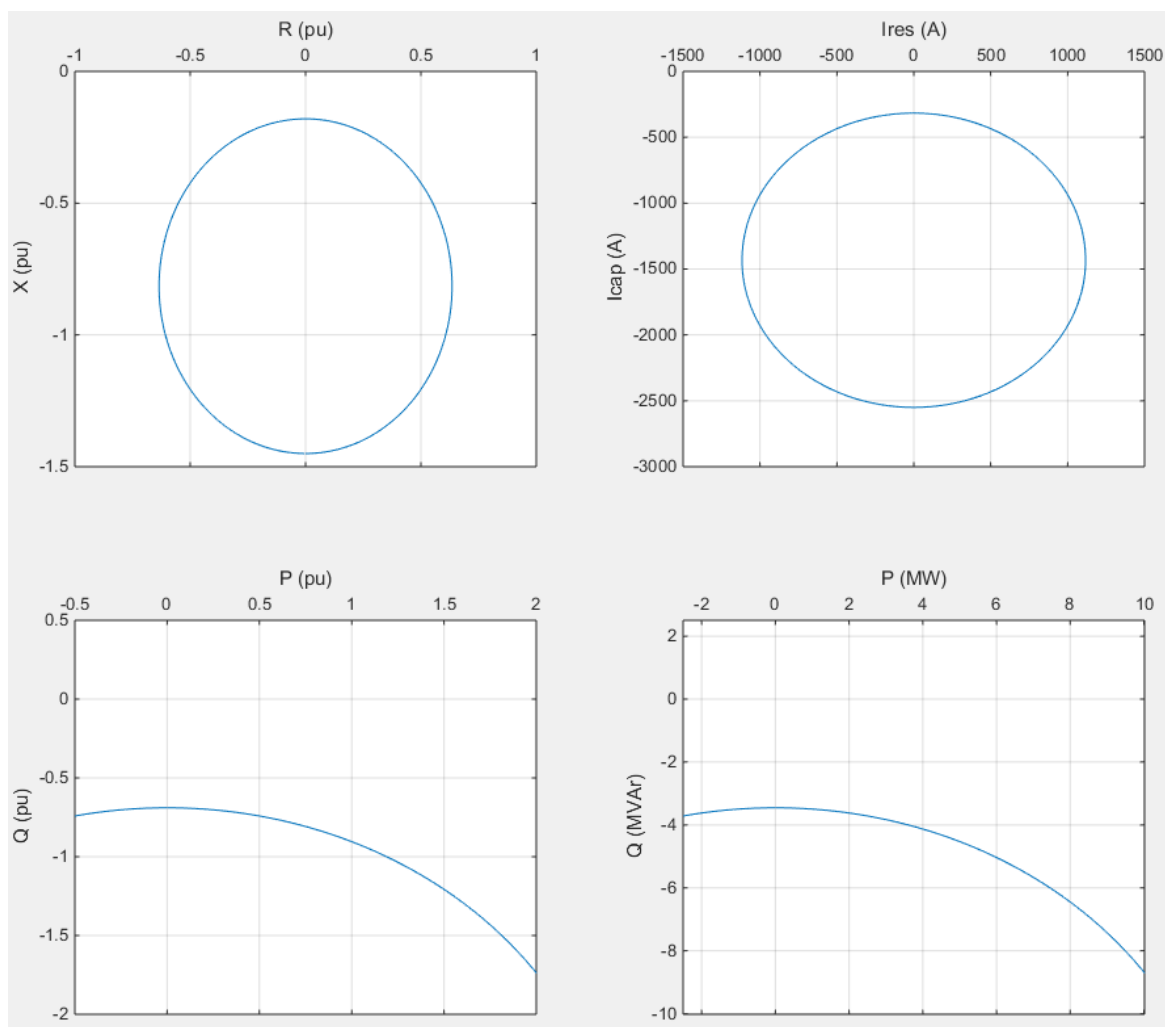 R (pu)
-1 -0.5 0 0.5 1
0
-0.5
-1
-1.5
X (pu)
Ires (A)
-1500 -1000 -500 0 500 1000 1500
0
-500
-1000
-1500
-2000
-2500
-3000
Icap (A)
P (pu)
-0.5 0 0.5 1 1.5 2
0.5
0
-0.5
-1
-1.5
-2
Q (pu)
P (MW)
-2 0 2 4 6 8 10
2
0
-2
-4
-6
-8
-10
Q (MVAr)